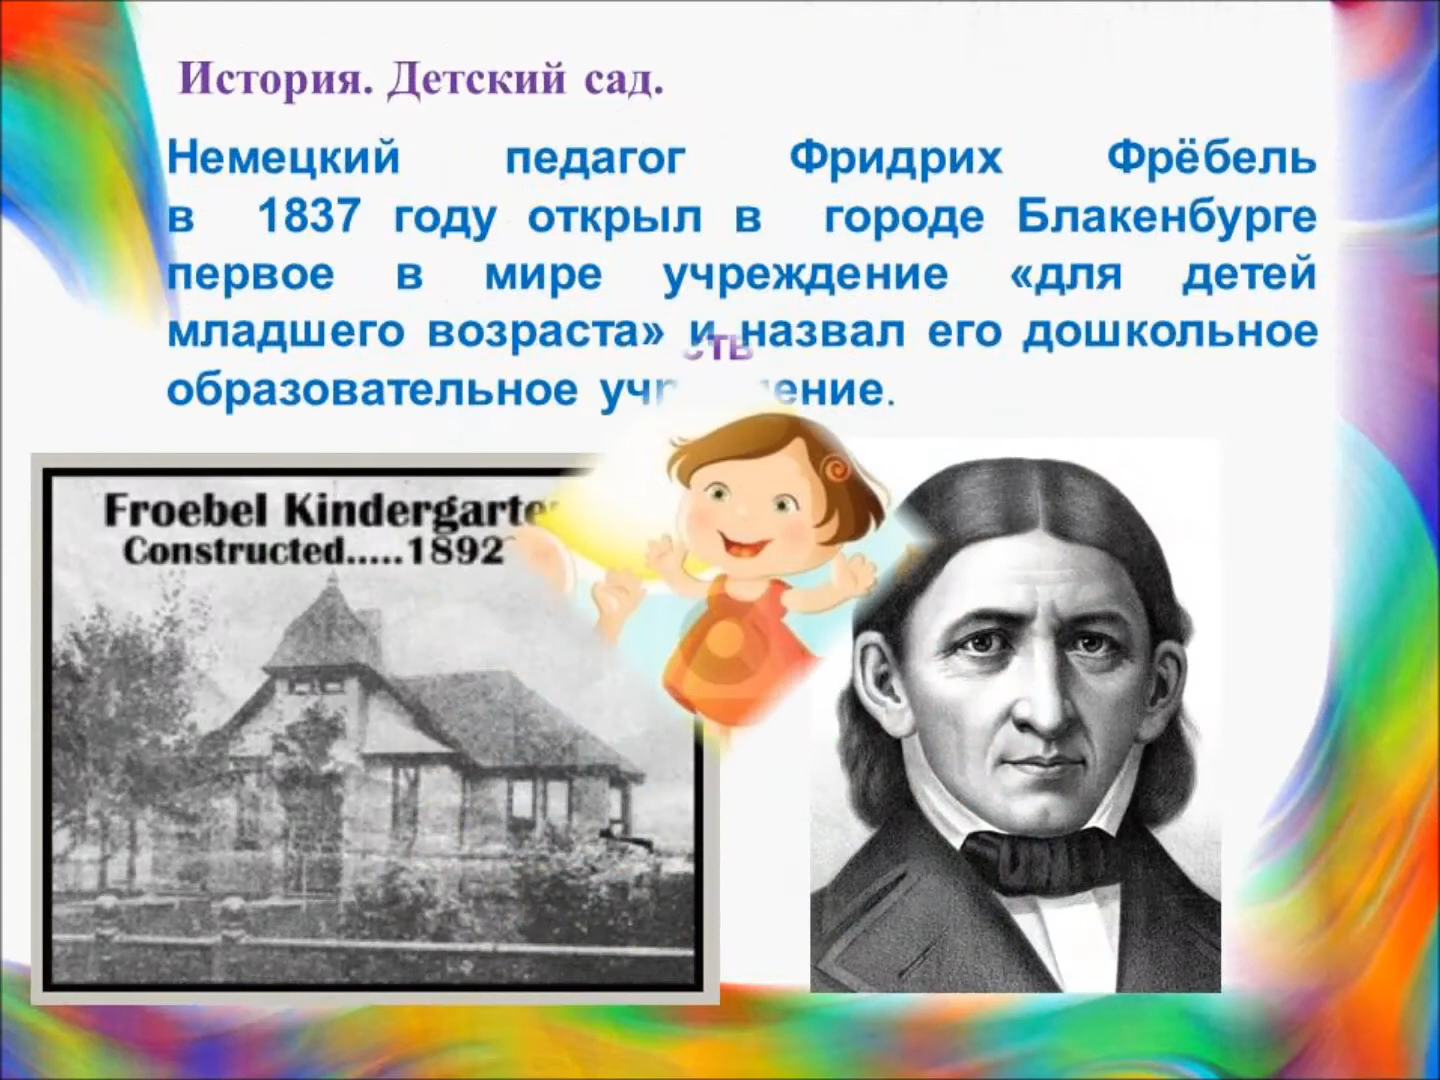 История. Детский сад.
Немецкий педагог Фридрих Фрёбель
в 1837 году открыл в городе Блакенбурге
первое в мире учреждение «для детей
младшего возраста» и назвал его дошкольное
образовательное
Froebel
Constructed.....1892